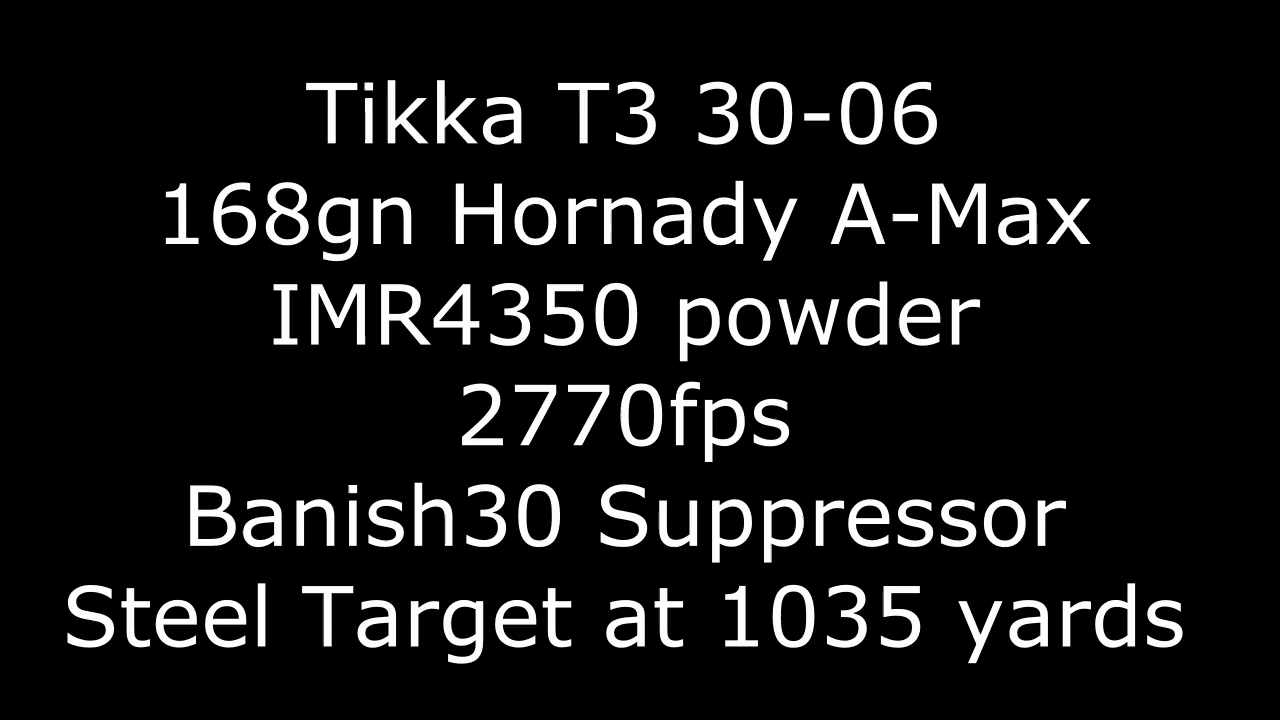 Tikka T3 30-06
168gn Hornady A-Max
IMR4350 powder
2770fps
Banish30 Suppressor
Steel Target at 1035 yards